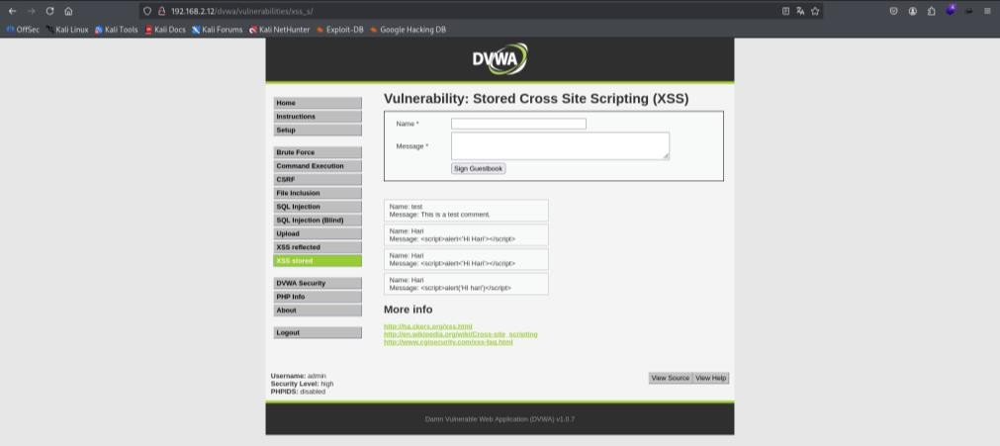 192.168.2.12/dvwa/vulnerabilities/xss_s/
OffSec Kali Linux Kali Tools Kali Docs Kali Forums Kali NetHunter Exploit-DB Google Hacking DB
DVWA
Home
Instructions
Setup
Brute Force
Command Execution
CSRF
File Inclusion
SQL Injection
SQL Injection (Blind)
Upload
XSS reflected
XSS stored
DVWA Security
PHP Info
About
Logout
Vulnerability: Stored Cross Site Scripting (XSS)
Name *
Message *
Sign Guestbook
Name: test
Message: This is a test comment.
Name: Hari
Message: <script>alert<'Hi Hari'></script>
Name: Hari
Message: <script>alert<'Hi Hari'></script>
Name: Hari
Message: <script>alert('HI hari')</script>
More info
http://ha.ckers.org/xss.html
http://en.wikipedia.org/wiki/Cross-site_scripting
http://www.cgisecurity.com/xss-faq.html
Username: admin
Security Level: high
PHPIDS: disabled
View Source View Help
Damn Vulnerable Web Application (DVWA) v1.0.7